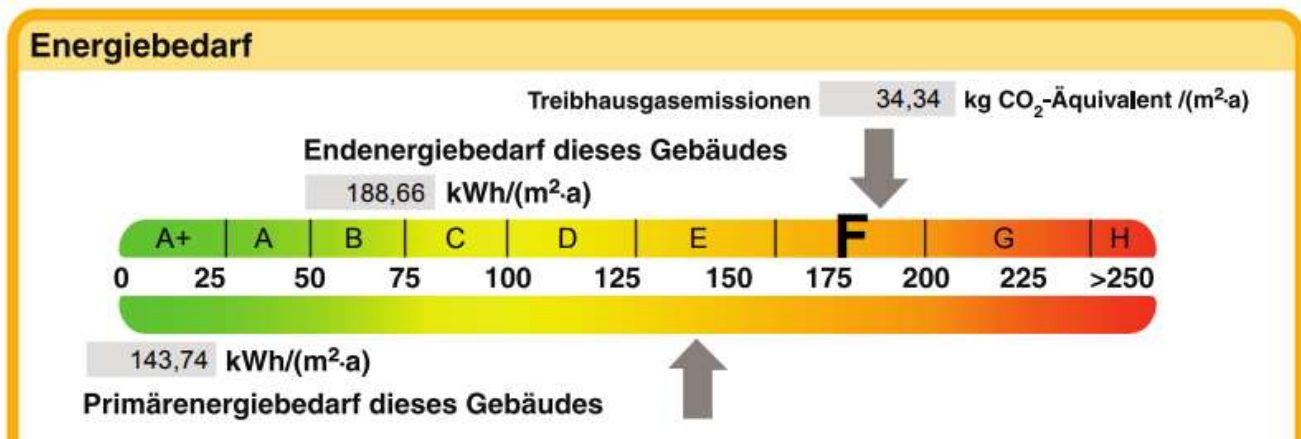 Energiebedarf
Treibhausgasemissionen 34,34 kg CO₂-Äquivalent /(m²·a)
Endenergiebedarf dieses Gebäudes
188,66 kWh/(m²·a)
A+ A B C D E F G H
0 25 50 75 100 125 150 175 200 225 >250
143,74 kWh/(m²·a)
Primärenergiebedarf dieses Gebäudes